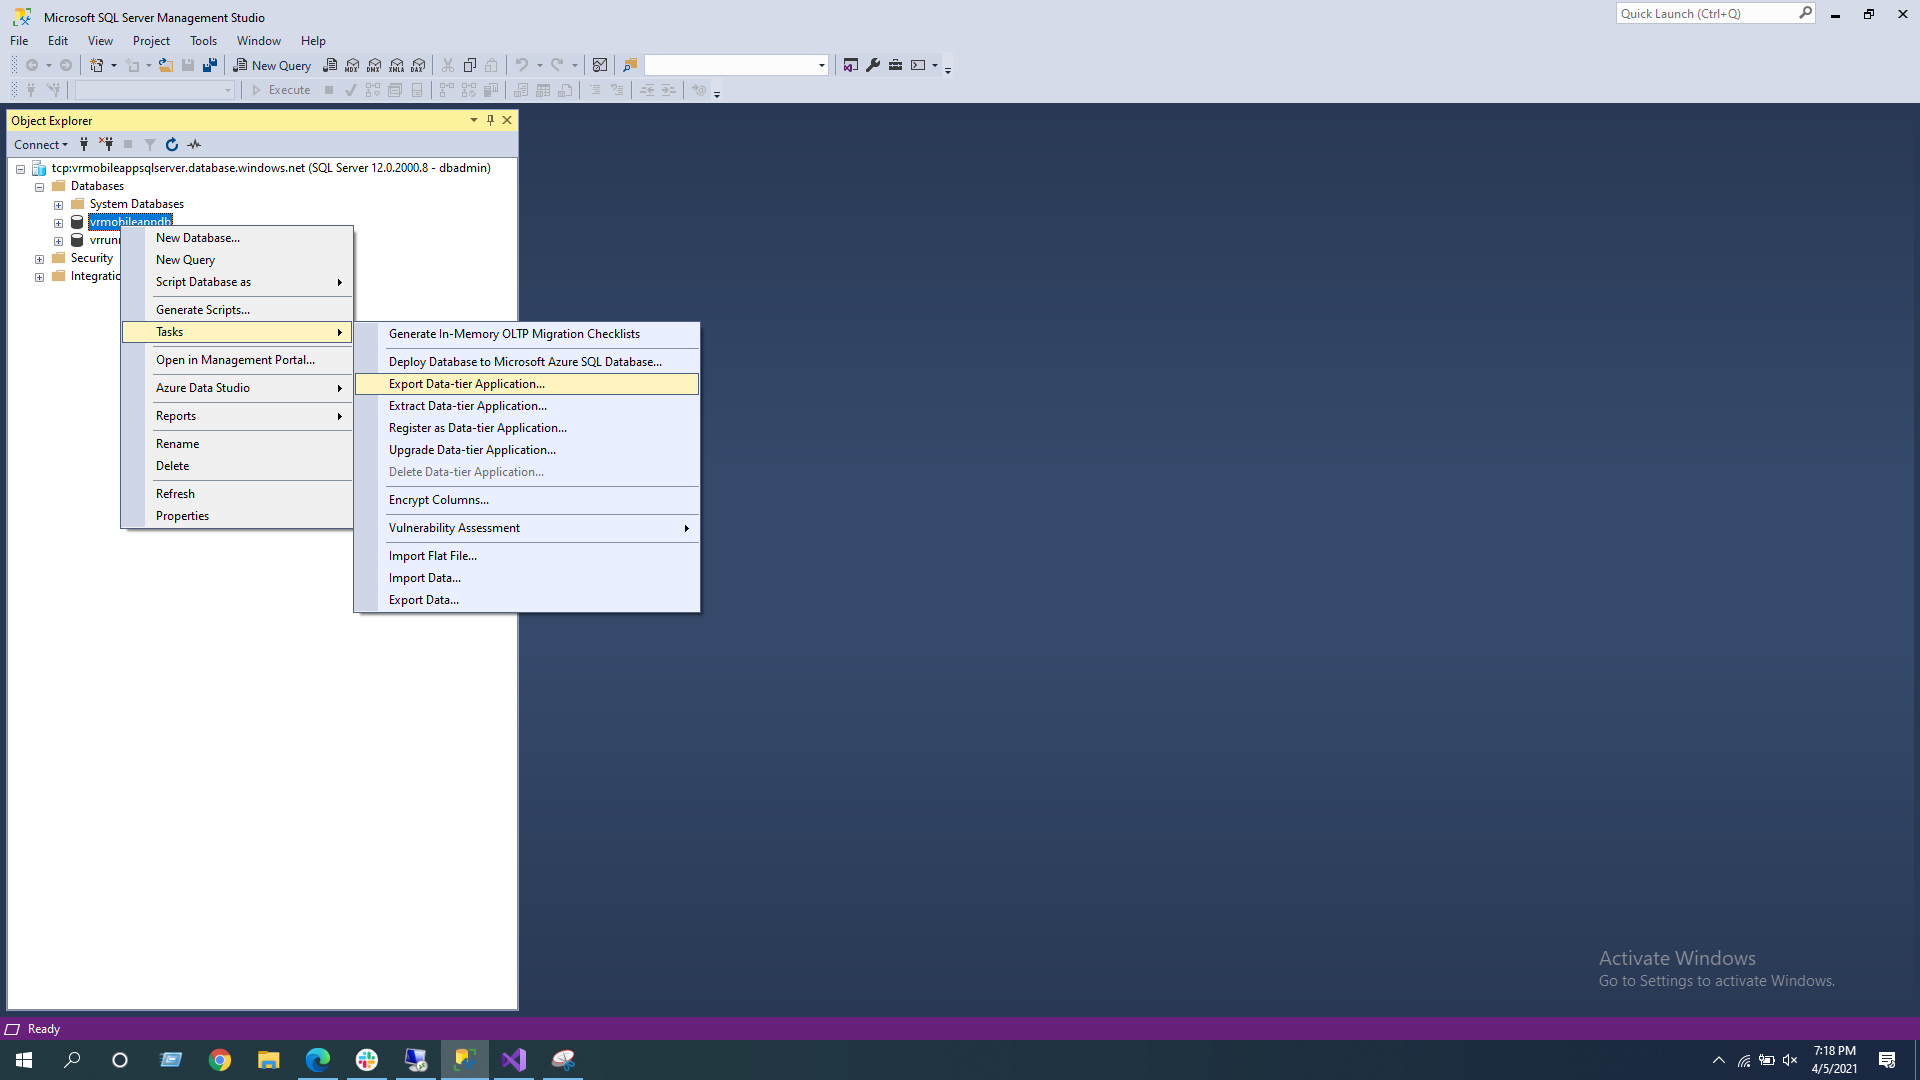 Microsoft SQL Server Management Studio
Quick Launch (Ctrl+Q)
File Edit View Project Tools Window Help
New Query MDX DMX XMLA DAX
Execute
Object Explorer
Connect
tcp:vrmobileappsqlserver.database.windows.net (SQL Server 12.0.2000.8 - dbadmin)
Databases
System Databases
vrmobileappdb
Security
New Database...
New Query
Script Database as
Generate Scripts...
Tasks
Open in Management Portal...
Azure Data Studio
Reports
Rename
Delete
Refresh
Properties
Generate In-Memory OLTP Migration Checklists
Deploy Database to Microsoft Azure SQL Database...
Export Data-tier Application...
Extract Data-tier Application...
Register as Data-tier Application...
Upgrade Data-tier Application...
Delete Data-tier Application...
Encrypt Columns...
Vulnerability Assessment
Import Flat File...
Import Data...
Export Data...
Activate Windows
Go to Settings to activate Windows.
Ready
7:18 PM
4/5/2021